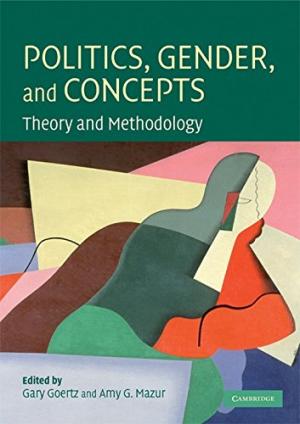 POLITICS, GENDER,
and CONCEPTS
Theory and Methodology
Edited by
Gary Goertz and Amy G. Mazur
CAMBRIDGE